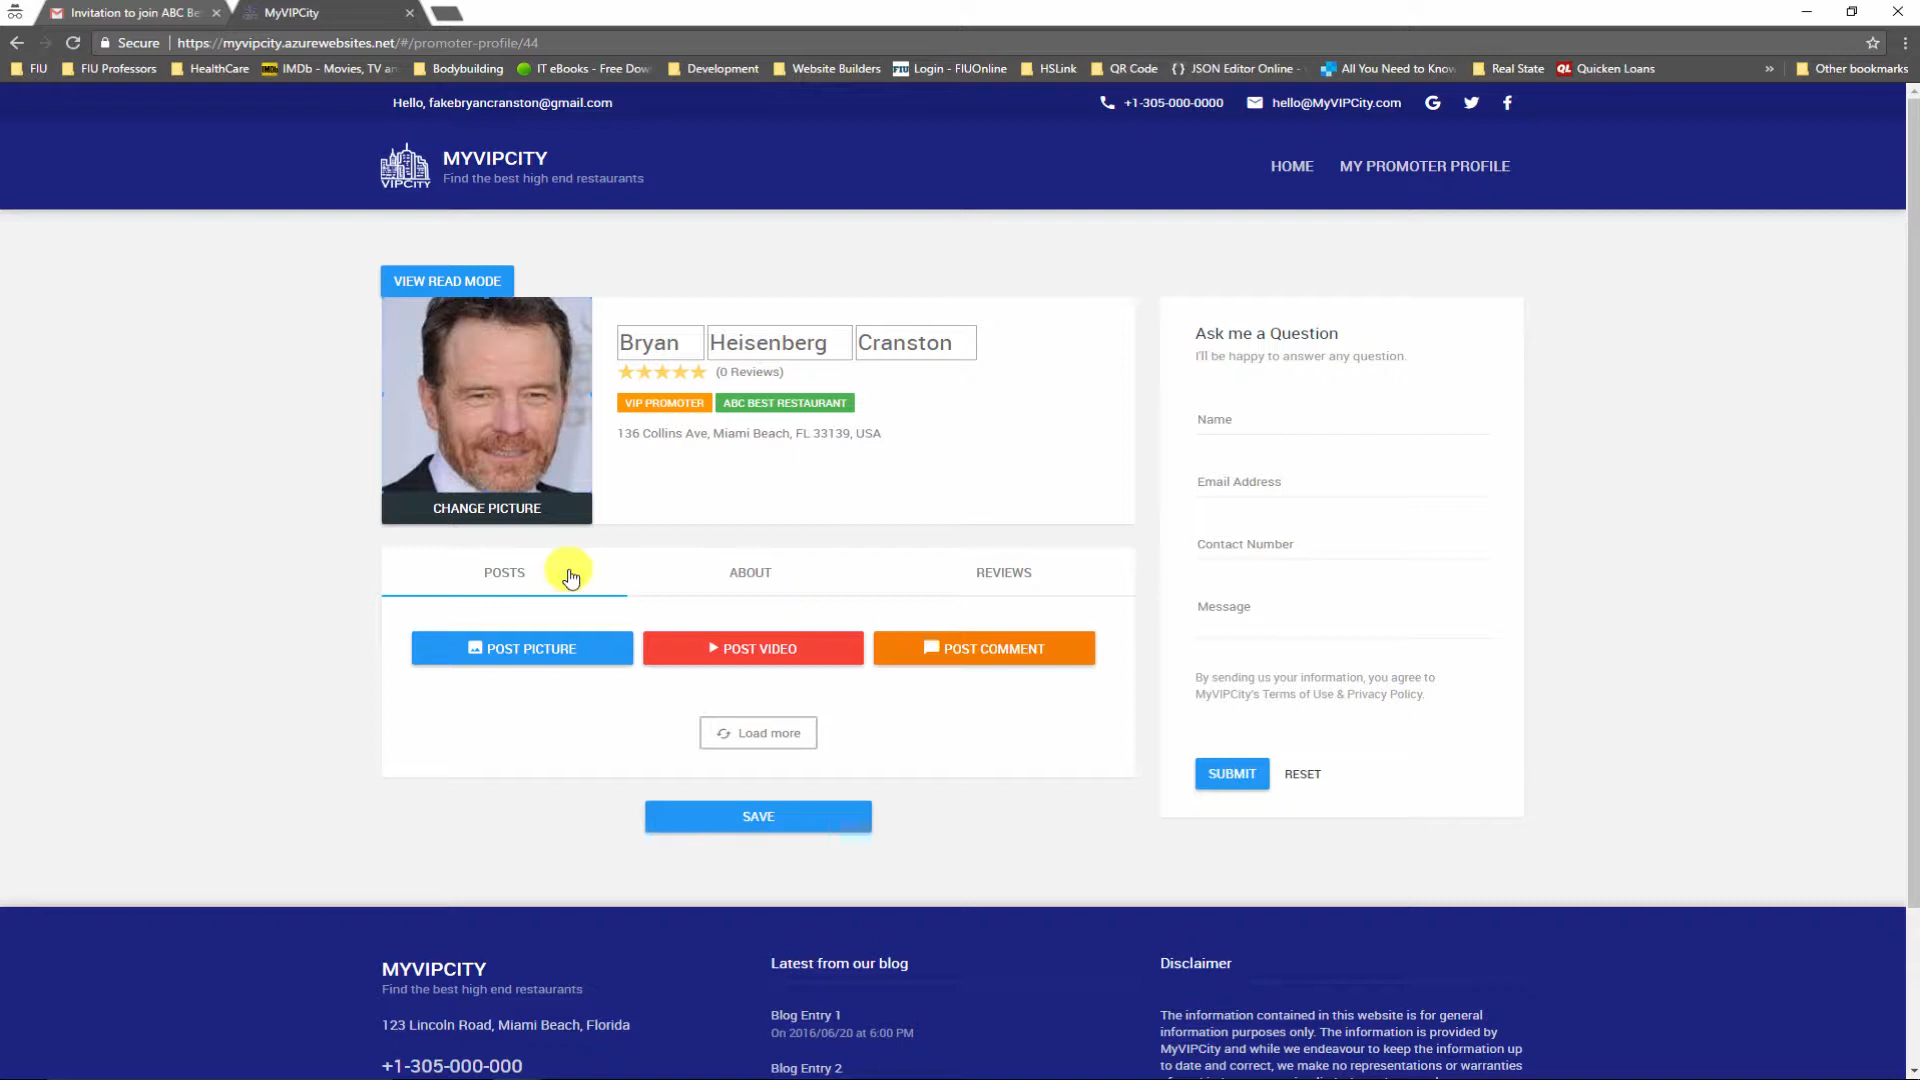 Invitation to join ABC Be
MyVIPCity
Secure
https://myvipcity.azurewebsites.net/#/promoter-profile/44
FIU
FIU Professors
HealthCare
IMDb - Movies, TV an
Bodybuilding
IT eBooks - Free Dow
Development
Website Builders
FIU
Login - FIUOnline
HSLink
QR Code
JSON Editor Online -
All You Need to Know
Real State
QL
Quicken Loans
»
Other bookmarks
Hello, fakebryancranston@gmail.com
+1-305-000-0000
hello@MyVIPCity.com
VIPCITY
MYVIPCITY
Find the best high end restaurants
HOME
MY PROMOTER PROFILE
VIEW READ MODE
Bryan Heisenberg Cranston
(0 Reviews)
VIP PROMOTER
ABC BEST RESTAURANT
136 Collins Ave, Miami Beach, FL 33139, USA
CHANGE PICTURE
POSTS
ABOUT
REVIEWS
POST PICTURE
POST VIDEO
POST COMMENT
Load more
SAVE
Ask me a Question
I'll be happy to answer any question.
Name
Email Address
Contact Number
Message
By sending us your information, you agree to
MyVIPCity's Terms of Use & Privacy Policy.
SUBMIT
RESET
MYVIPCITY
Find the best high end restaurants
123 Lincoln Road, Miami Beach, Florida
+1-305-000-000
Latest from our blog
Blog Entry 1
On 2016/06/20 at 6:00 PM
Blog Entry 2
Disclaimer
The information contained in this website is for general
information purposes only. The information is provided by
MyVIPCity and while we endeavour to keep the information up
to date and correct, we make no representations or warranties